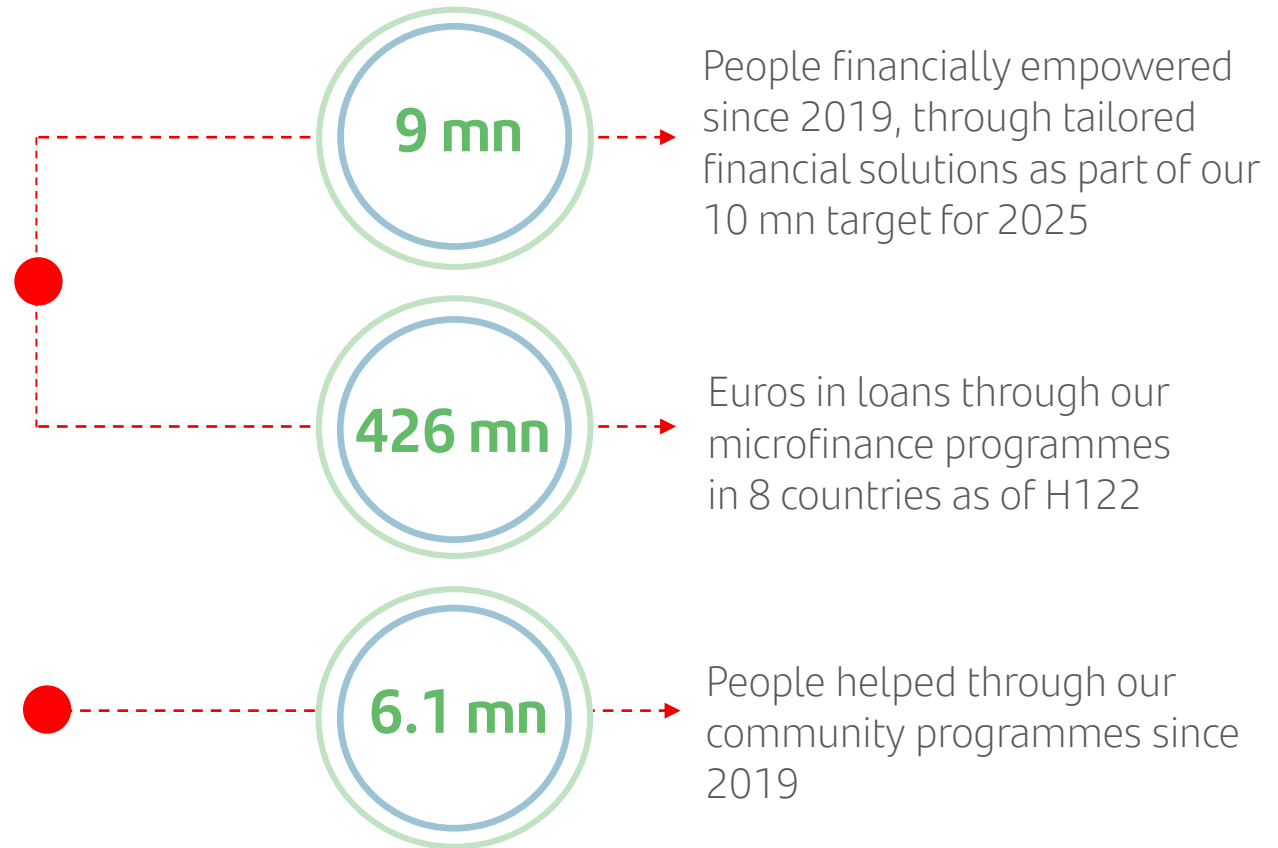 9 mn
People financially empowered
since 2019, through tailored
financial solutions as part of our
10 mn target for 2025
426 mn
Euros in loans through our
microfinance programmes
in 8 countries as of H122
6.1 mn
People helped through our
community programmes since
2019